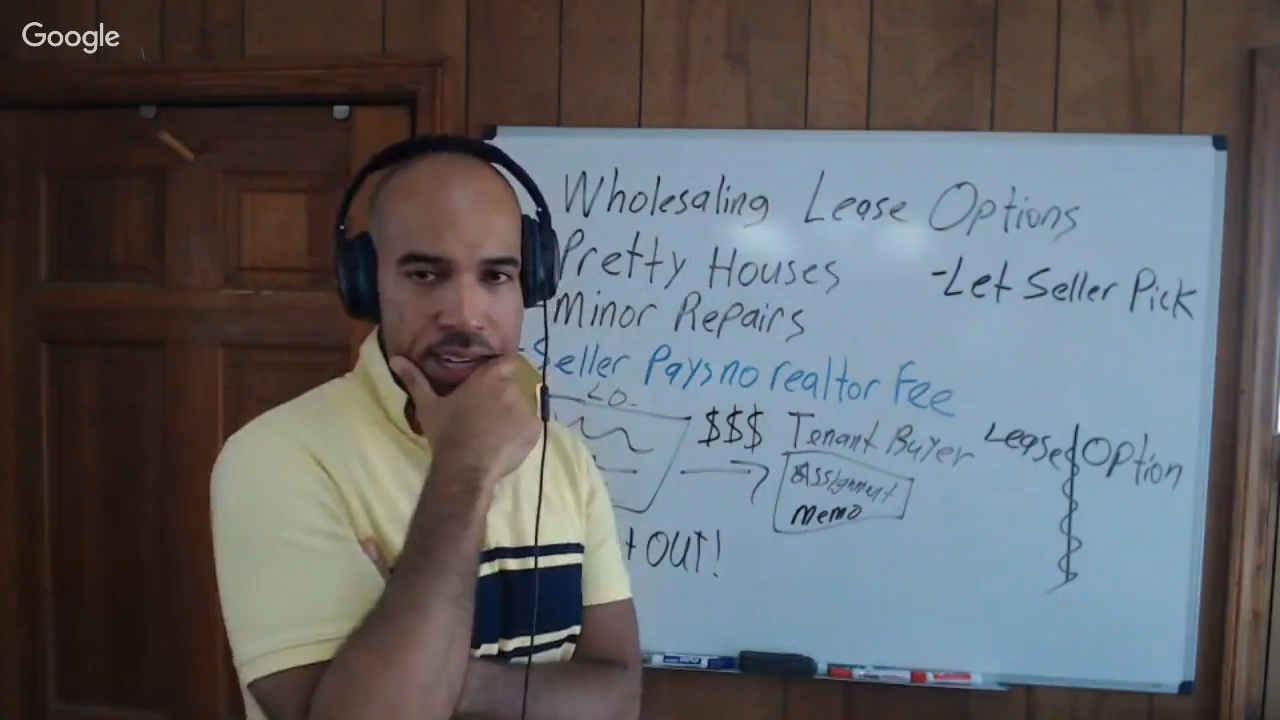 Google
Wholesaling Lease Options
Pretty Houses
-Let Seller Pick
Minor Repairs
-Seller Pays no realtor Fee
L.O.
$$$ Tenant Buyer
Lease Option
Assignment
Memo
OUT!